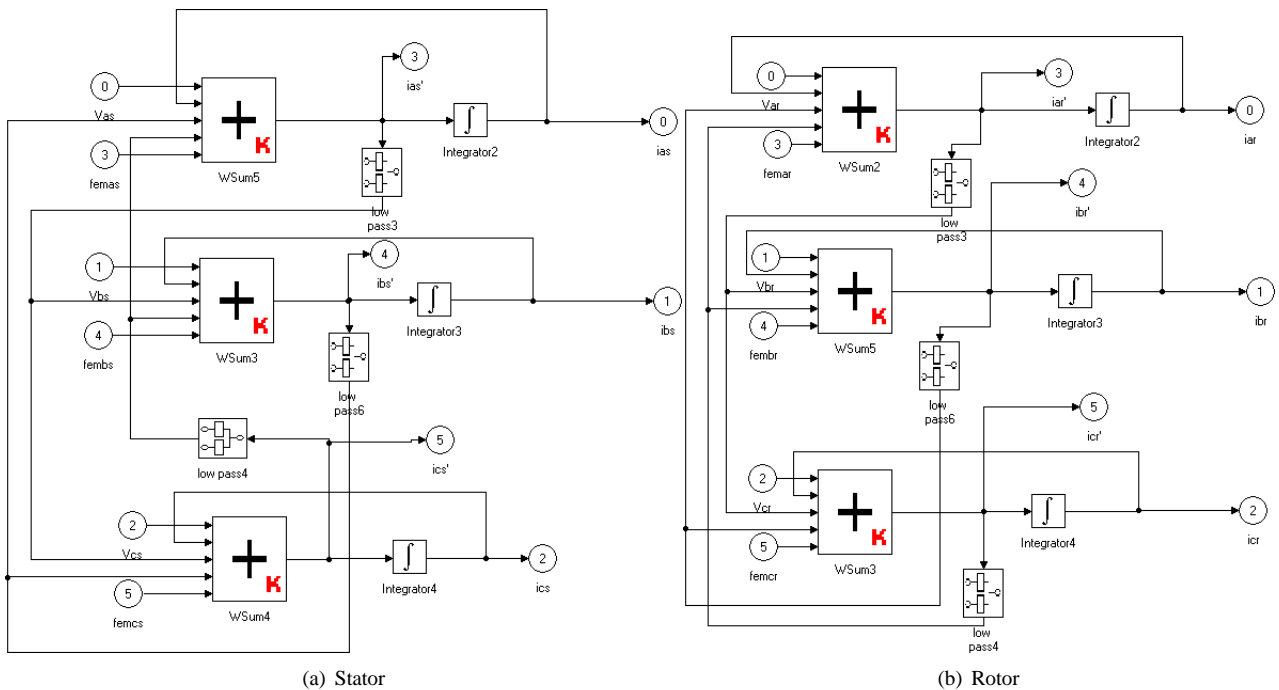 0
Vas
3
femas
K
WSum5
3
ias'
∫
Integrator2
0
ias
low
pass3
1
Vbs
4
fembs
K
WSum3
4
ibs'
∫
Integrator3
1
ibs
low
pass6
low pass4
5
ics'
2
Vcs
5
femcs
K
WSum4
∫
Integrator4
2
ics
(a) Stator
0
Var
3
femar
K
WSum2
3
iar'
∫
Integrator2
0
iar
low
pass3
4
ibr'
1
Vbr
4
fembr
K
WSum5
∫
Integrator3
1
ibr
low
pass6
5
icr'
2
Vcr
5
femcr
K
WSum3
∫
Integrator4
2
icr
low
pass4
(b) Rotor